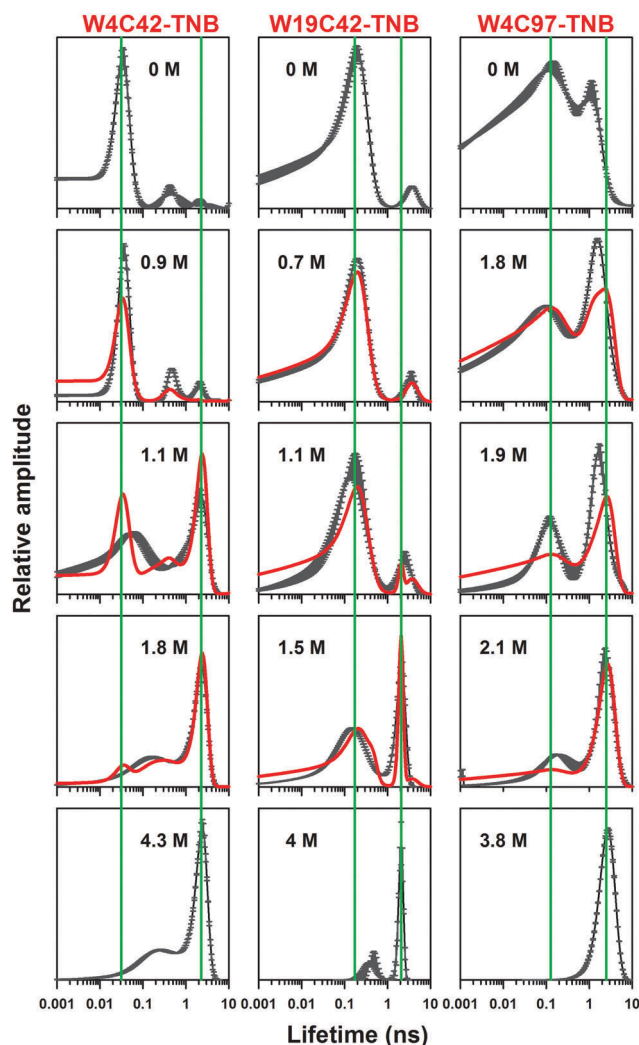 W4C42-TNB W19C42-TNB W4C97-TNB
0 M 0 M 0 M
0.9 M 0.7 M 1.8 M
1.1 M 1.1 M 1.9 M
1.8 M 1.5 M 2.1 M
4.3 M 4 M 3.8 M
Relative amplitude
0.001 0.01 0.1 1 10 0.001 0.01 0.1 1 10 0.001 0.01 0.1 1 10
Lifetime (ns)